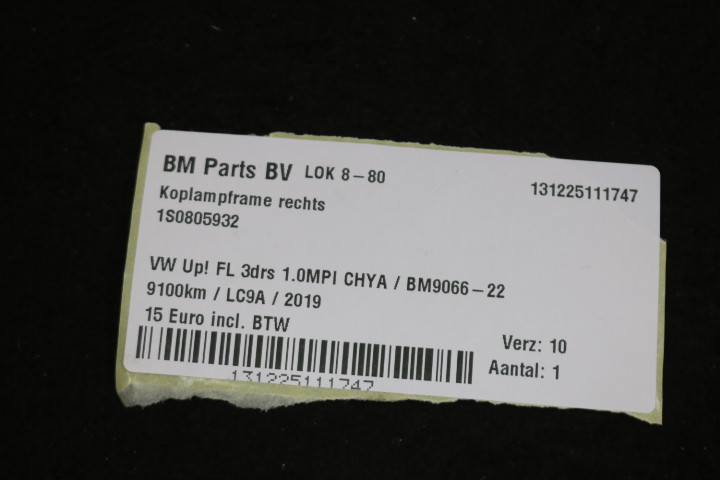 BM Parts BV LOK 8-80
131225111747
Koplampframe rechts
1S0805932
VW Up! FL 3drs 1.0MPI CHYA / BM9066-22
9100km / LC9A / 2019
15 Euro incl. BTW
Verz: 10
Aantal: 1
131225111747